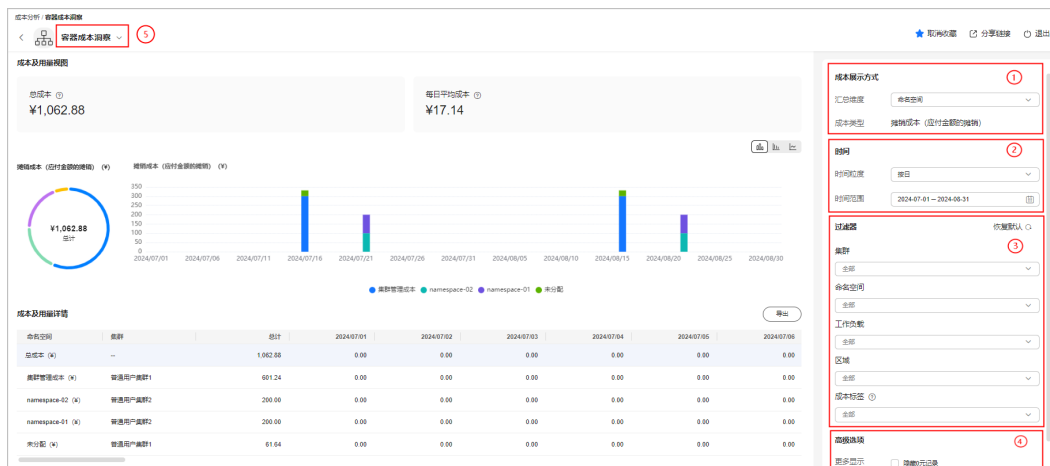 成本分析 / 容器成本洞察
容器成本洞察
⑤
取消收藏 分享链接 退出
成本及用量视图
总成本
¥1,062.88
每日平均成本
¥17.14
摊销成本 (应付金额的摊销) (¥)
¥1,062.88
总计
摊销成本 (应付金额的摊销) (¥)
350
300
250
200
150
100
50
0
2024/07/01 2024/07/06 2024/07/11 2024/07/16 2024/07/21 2024/07/26 2024/07/31 2024/08/05 2024/08/10 2024/08/15 2024/08/20 2024/08/25 2024/08/30
集群管理成本 namespace-02 namespace-01 未分配
成本及用量详情
导出
命名空间 集群 总计 2024/07/01 2024/07/02 2024/07/03 2024/07/04 2024/07/05 2024/07/06
总成本 (¥) -- 1,062.88 0.00 0.00 0.00 0.00 0.00 0.00
集群管理成本 (¥) 普通用户集群1 601.24 0.00 0.00 0.00 0.00 0.00 0.00
namespace-02 (¥) 普通用户集群2 200.00 0.00 0.00 0.00 0.00 0.00 0.00
namespace-01 (¥) 普通用户集群2 200.00 0.00 0.00 0.00 0.00 0.00 0.00
未分配 (¥) 普通用户集群1 61.64 0.00 0.00 0.00 0.00 0.00 0.00
成本展示方式 ①
汇总维度 命名空间
成本类型 摊销成本 (应付金额的摊销)
时间 ②
时间粒度 按日
时间范围 2024-07-01 – 2024-08-31
过滤器 恢复默认
③
集群
全部
命名空间
全部
工作负载
全部
区域
全部
成本标签
全部
高级选项 ④
更多显示 隐藏0元记录